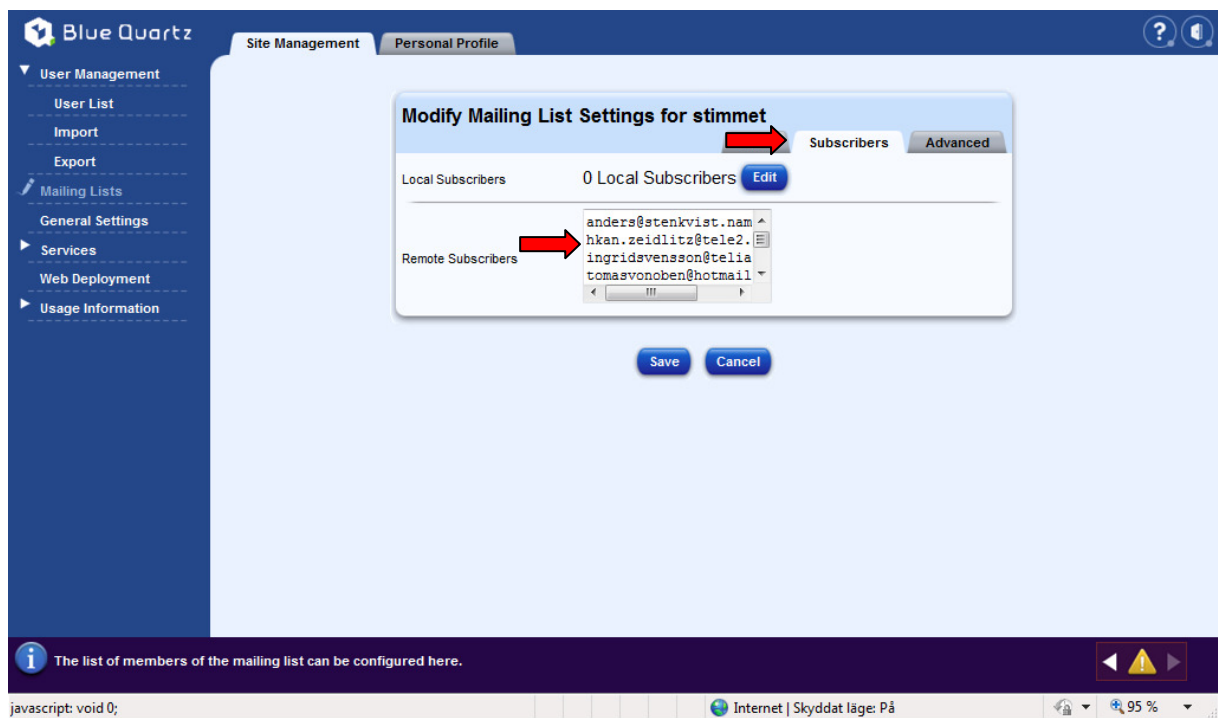 Blue Quartz
Site Management
Personal Profile
?
User Management
User List
Import
Export
Mailing Lists
General Settings
Services
Web Deployment
Usage Information
Modify Mailing List Settings for stimmet
Subscribers
Advanced
Local Subscribers
0 Local Subscribers
Edit
Remote Subscribers
anders@stenkvist.nam
hkan.zeidlitz@tele2.
ingridsvensson@telia
tomasvonoben@hotmail
Save
Cancel
The list of members of the mailing list can be configured here.
javascript: void 0;
Internet | Skyddat läge: På
95 %